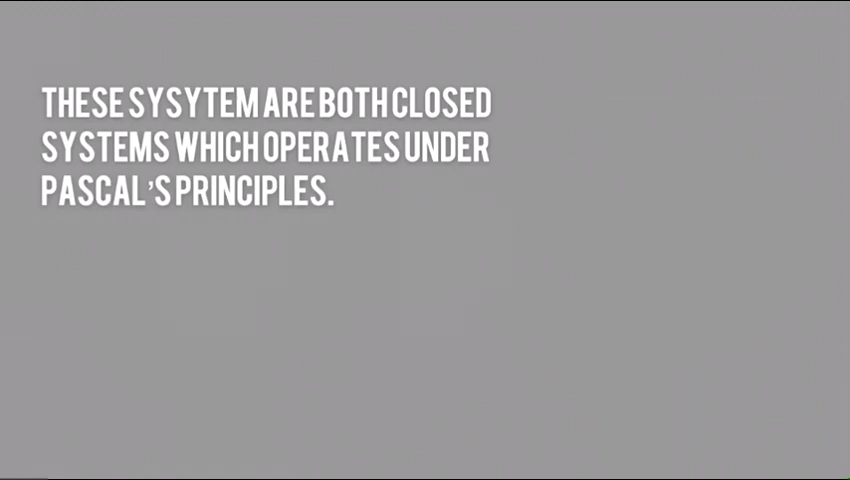 THESE SYSYTEM ARE BOTH CLOSED
SYSTEMS WHICH OPERATES UNDER
PASCAL'S PRINCIPLES.